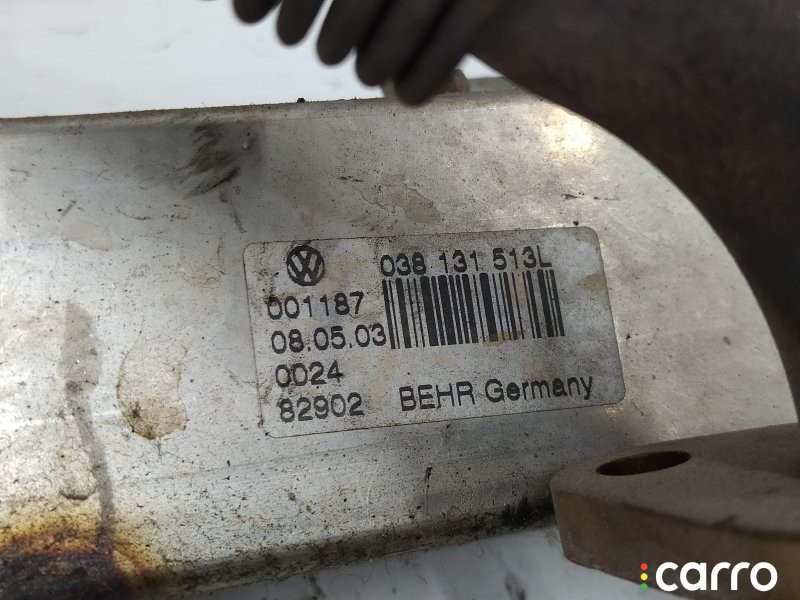 038 131 513L
001187
08.05.03
0024
82902 BEHR Germany
carro